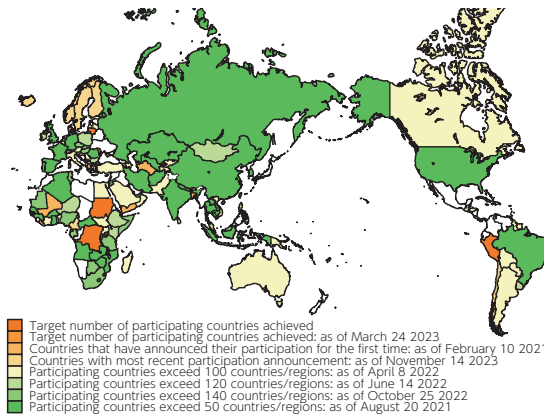 Target number of participating countries achieved
Target number of participating countries achieved: as of March 24 2023
Countries that have announced their participation for the first time: as of February 10 2021
Countries with most recent participation announcement: as of November 14 2023
Participating countries exceed 100 countries/regions: as of April 8 2022
Participating countries exceed 120 countries/regions: as of June 14 2022
Participating countries exceed 140 countries/regions: as of October 25 2022
Participating countries exceed 50 countries/regions: as of August 20 2021